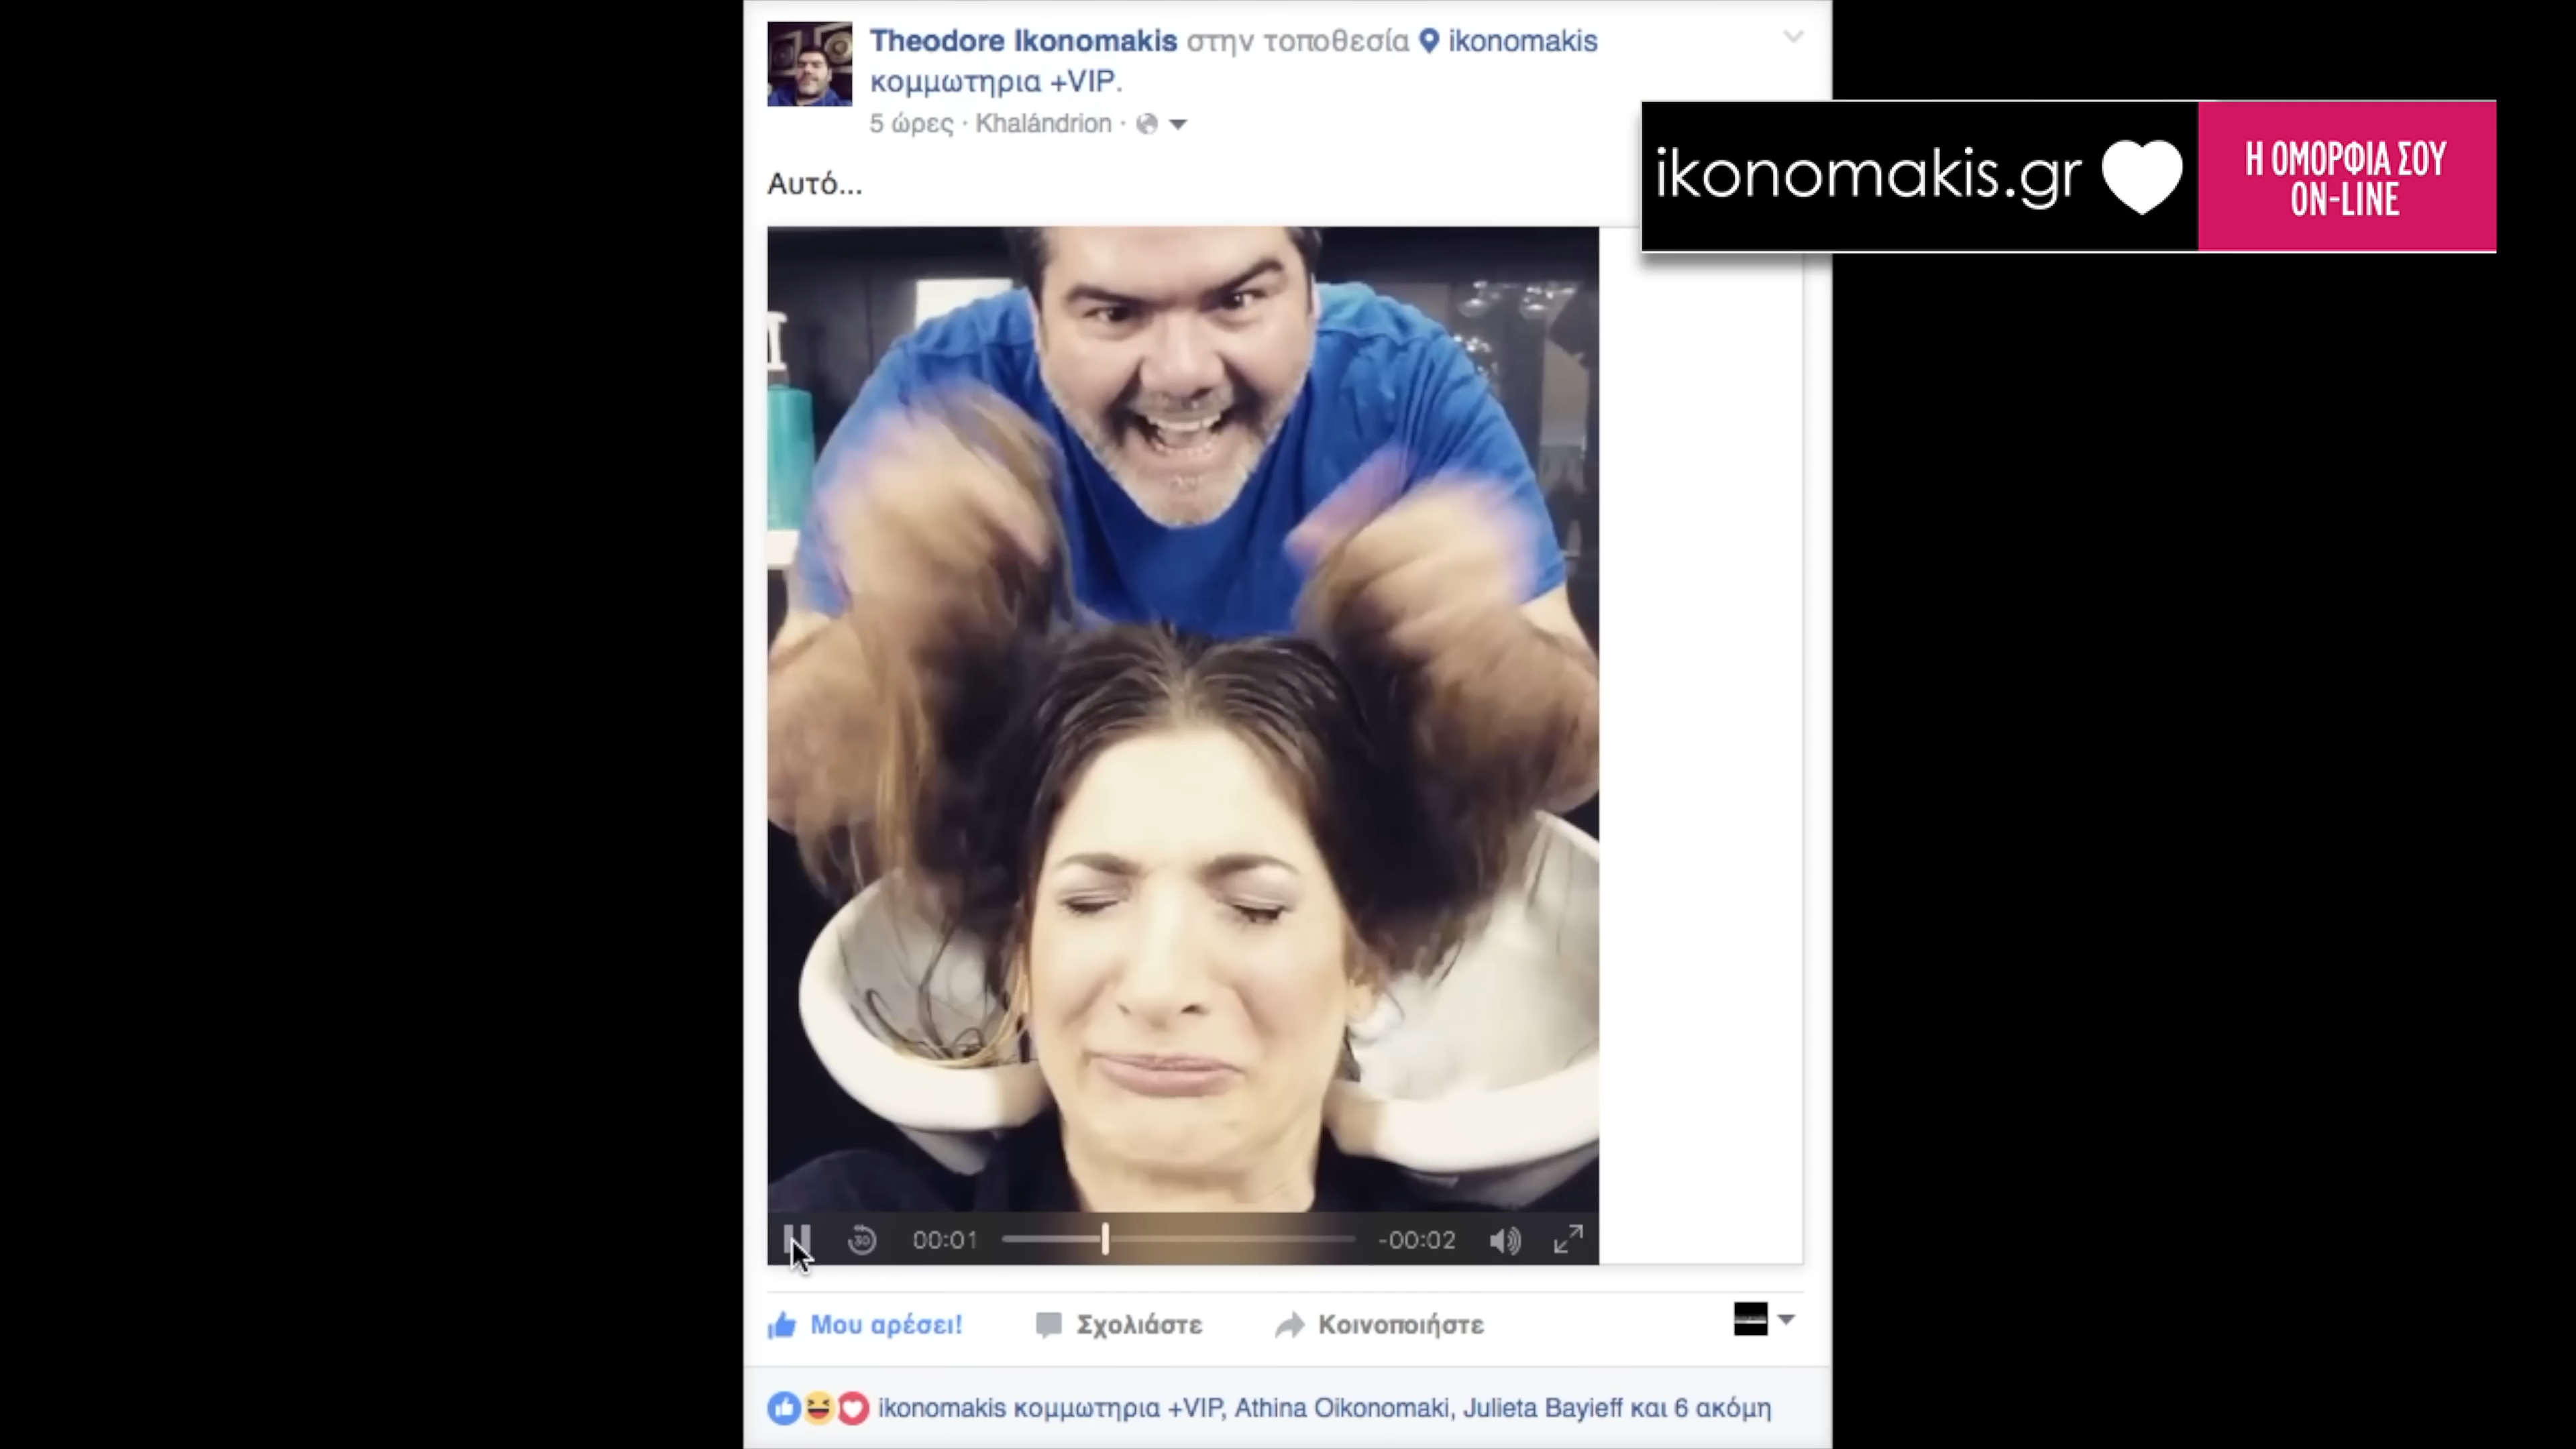 Theodore Ikonomakis στην τοποθεσία ikonomakis
κομμωτηρια +VIP.
5 ώρες · Khalándrion ·
Αυτό...
ikonomakis.gr
Η ΟΜΟΡΦΙΑ ΣΟΥ
ON-LINE
30
00:01
-00:02
Μου αρέσει!
Σχολιάστε
Κοινοποιήστε
ikonomakis κομμωτηρια +VIP, Athina Oikonomaki, Julieta Bayieff και 6 ακόμη